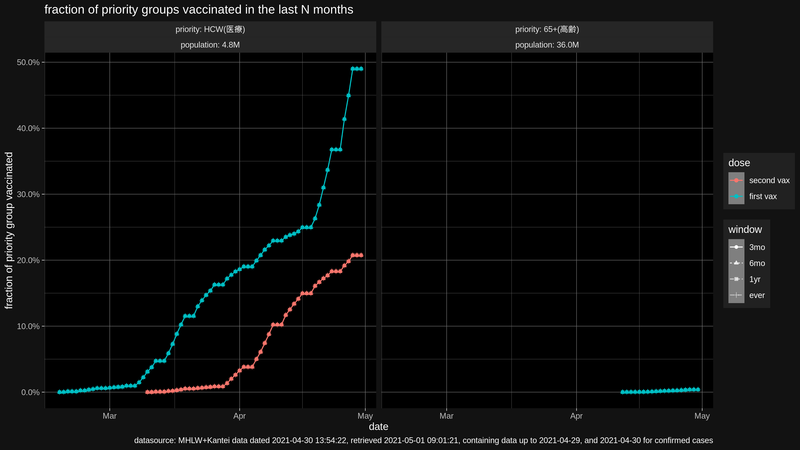 fraction of priority groups vaccinated in the last N months
priority: HCW(医療)
population: 4.8M
priority: 65+(高齢)
population: 36.0M
fraction of priority group vaccinated
50.0%
40.0%
30.0%
20.0%
10.0%
0.0%
Mar
Apr
May
Mar
Apr
May
date
dose
second vax
first vax
window
3mo
6mo
1yr
ever
datasource: MHLW+Kantei data dated 2021-04-30 13:54:22, retrieved 2021-05-01 09:01:21, containing data up to 2021-04-29, and 2021-04-30 for confirmed cases